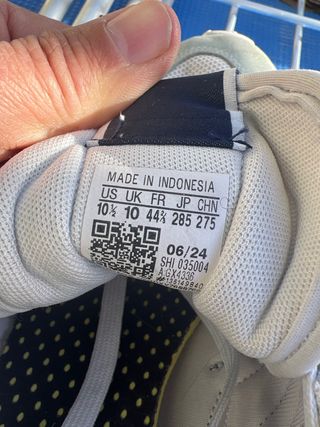 MADE IN INDONESIA
US UK FR JP CHN
10½ 10 44⅔ 285 275
06/24
SHI 035004